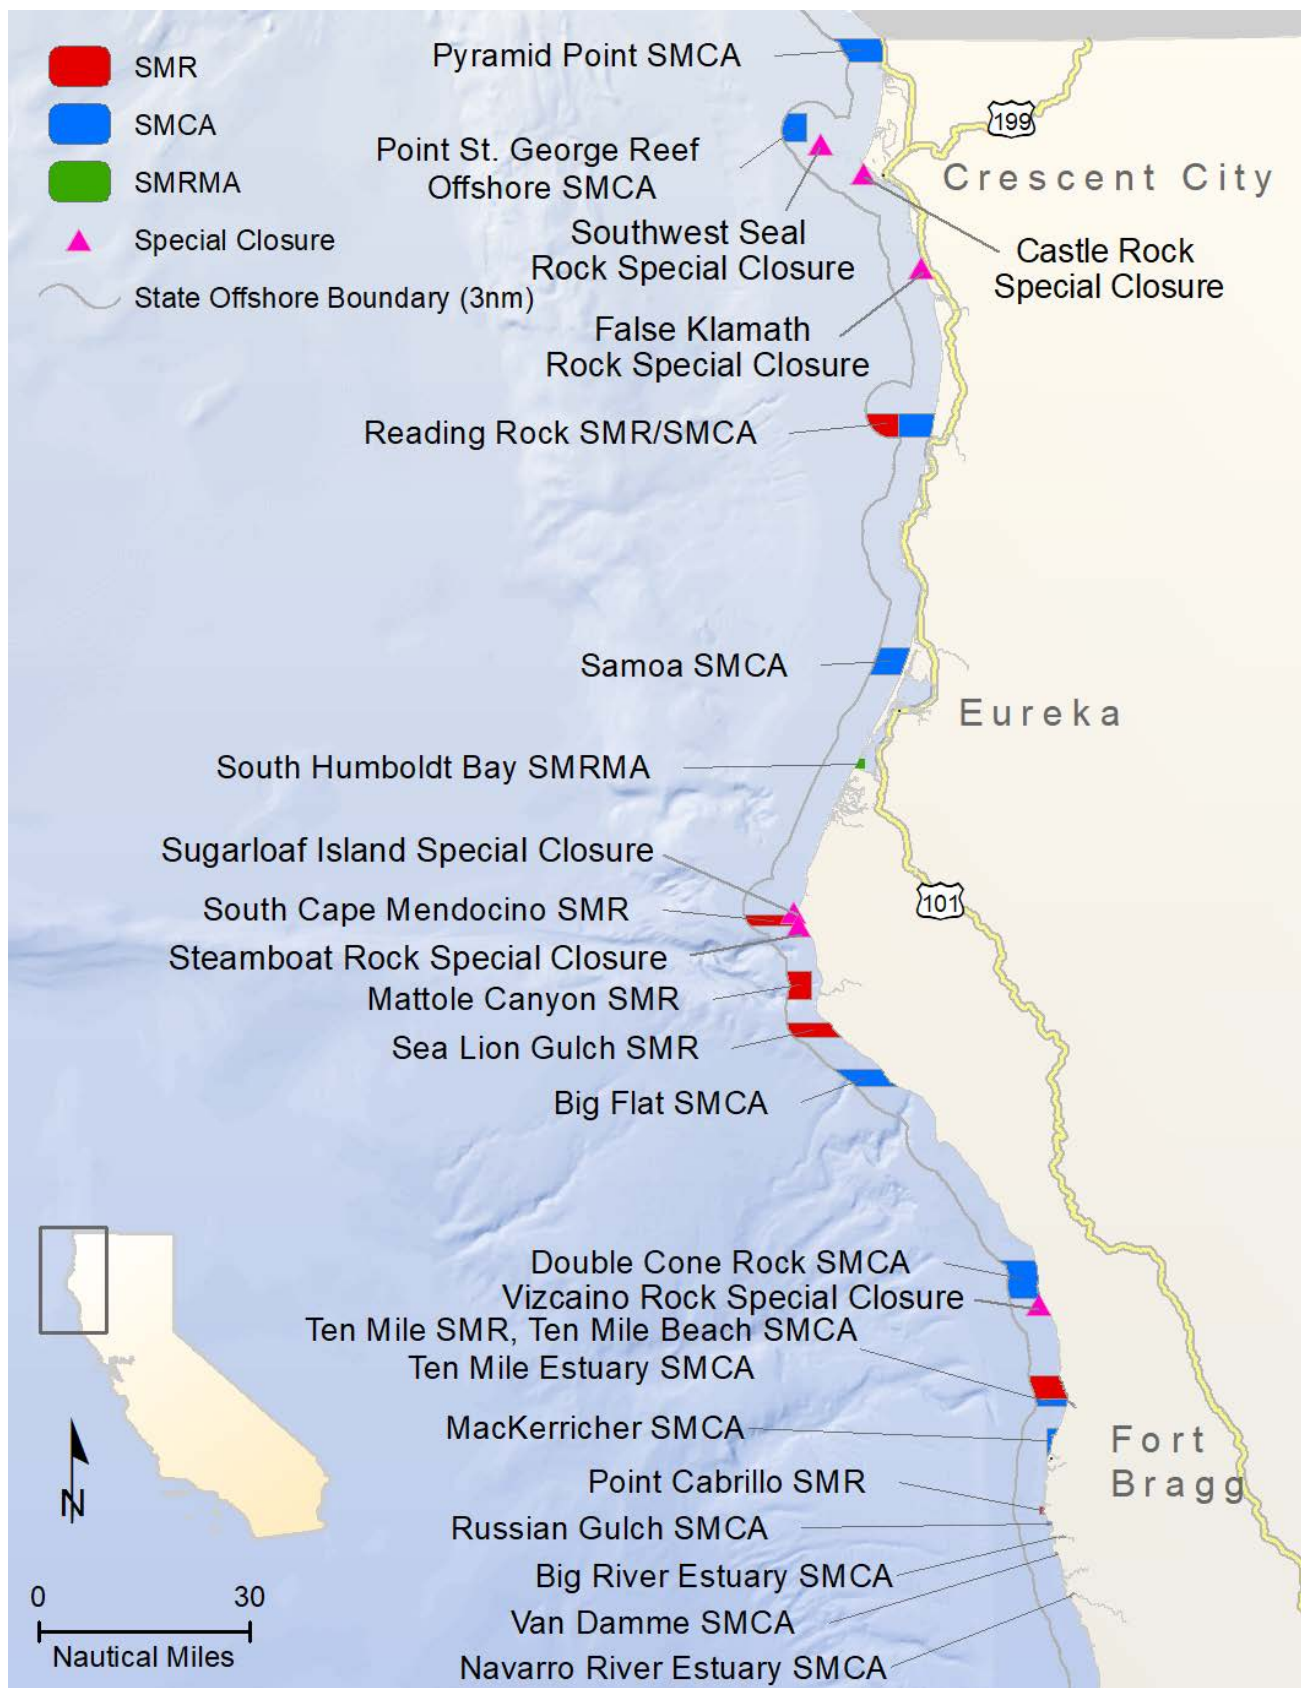 SMR
SMCA
SMRMA
Special Closure
State Offshore Boundary (3nm)
Pyramid Point SMCA
199
Point St. George Reef
Offshore SMCA
Crescent City
Southwest Seal
Rock Special Closure
Castle Rock
Special Closure
False Klamath
Rock Special Closure
Reading Rock SMR/SMCA
Samoa SMCA
Eureka
South Humboldt Bay SMRMA
Sugarloaf Island Special Closure
101
South Cape Mendocino SMR
Steamboat Rock Special Closure
Mattole Canyon SMR
Sea Lion Gulch SMR
Big Flat SMCA
Double Cone Rock SMCA
Vizcaino Rock Special Closure
Ten Mile SMR, Ten Mile Beach SMCA
Ten Mile Estuary SMCA
MacKerricher SMCA
Fort
Bragg
Point Cabrillo SMR
Russian Gulch SMCA
Big River Estuary SMCA
Van Damme SMCA
Navarro River Estuary SMCA
N
0 30
Nautical Miles